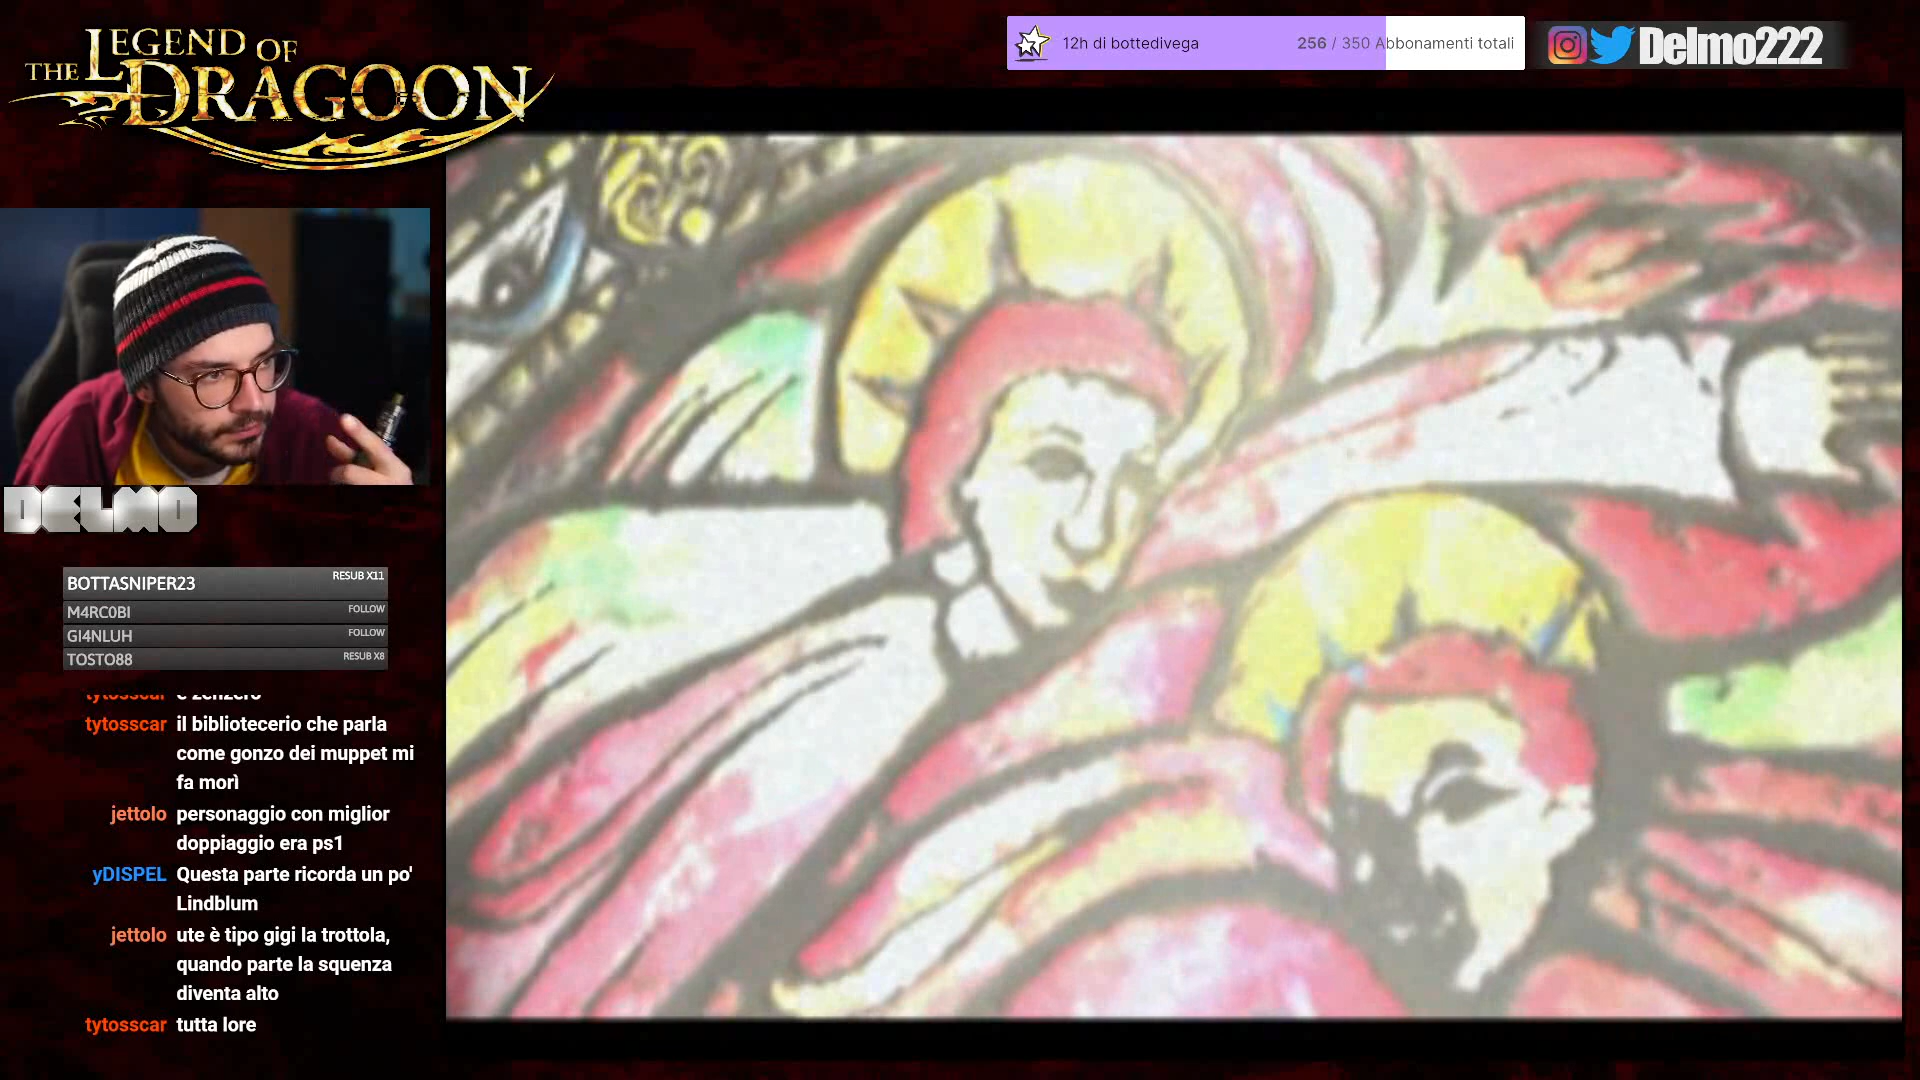 THE LEGEND OF
DRAGOON
12h di bottedivega 256 / 350 Abbonamenti totali
Delmo222
DELMO
BOTTASNIPER23 RESUB X11
M4RC0BI FOLLOW
GI4NLUH FOLLOW
TOSTO88 RESUB X8
tytosscar e zenzero
tytosscar il bibliotecerio che parla
come gonzo dei muppet mi
fa morì
jettolo personaggio con miglior
doppiaggio era ps1
yDISPEL Questa parte ricorda un po'
Lindblum
jettolo ute è tipo gigi la trottola,
quando parte la squenza
diventa alto
tytosscar tutta lore